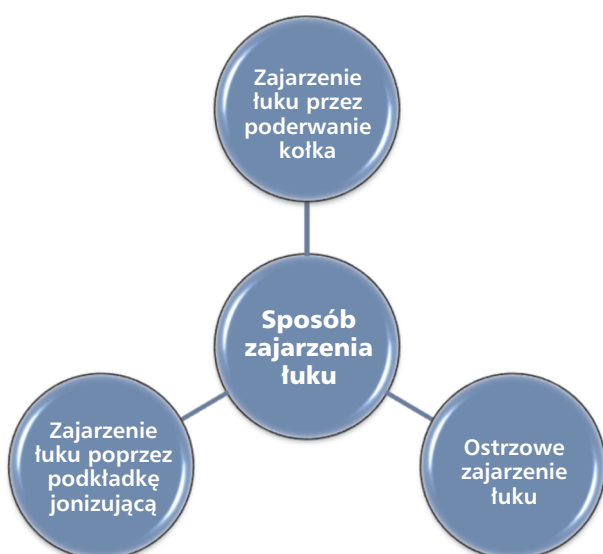 Zajarzenie
łuku przez
poderwanie
kołka
Sposób
zajarzenia
łuku
Zajarzenie
łuku poprzez
podkładkę
jonizującą
Ostrzowe
zajarzenie
łuku